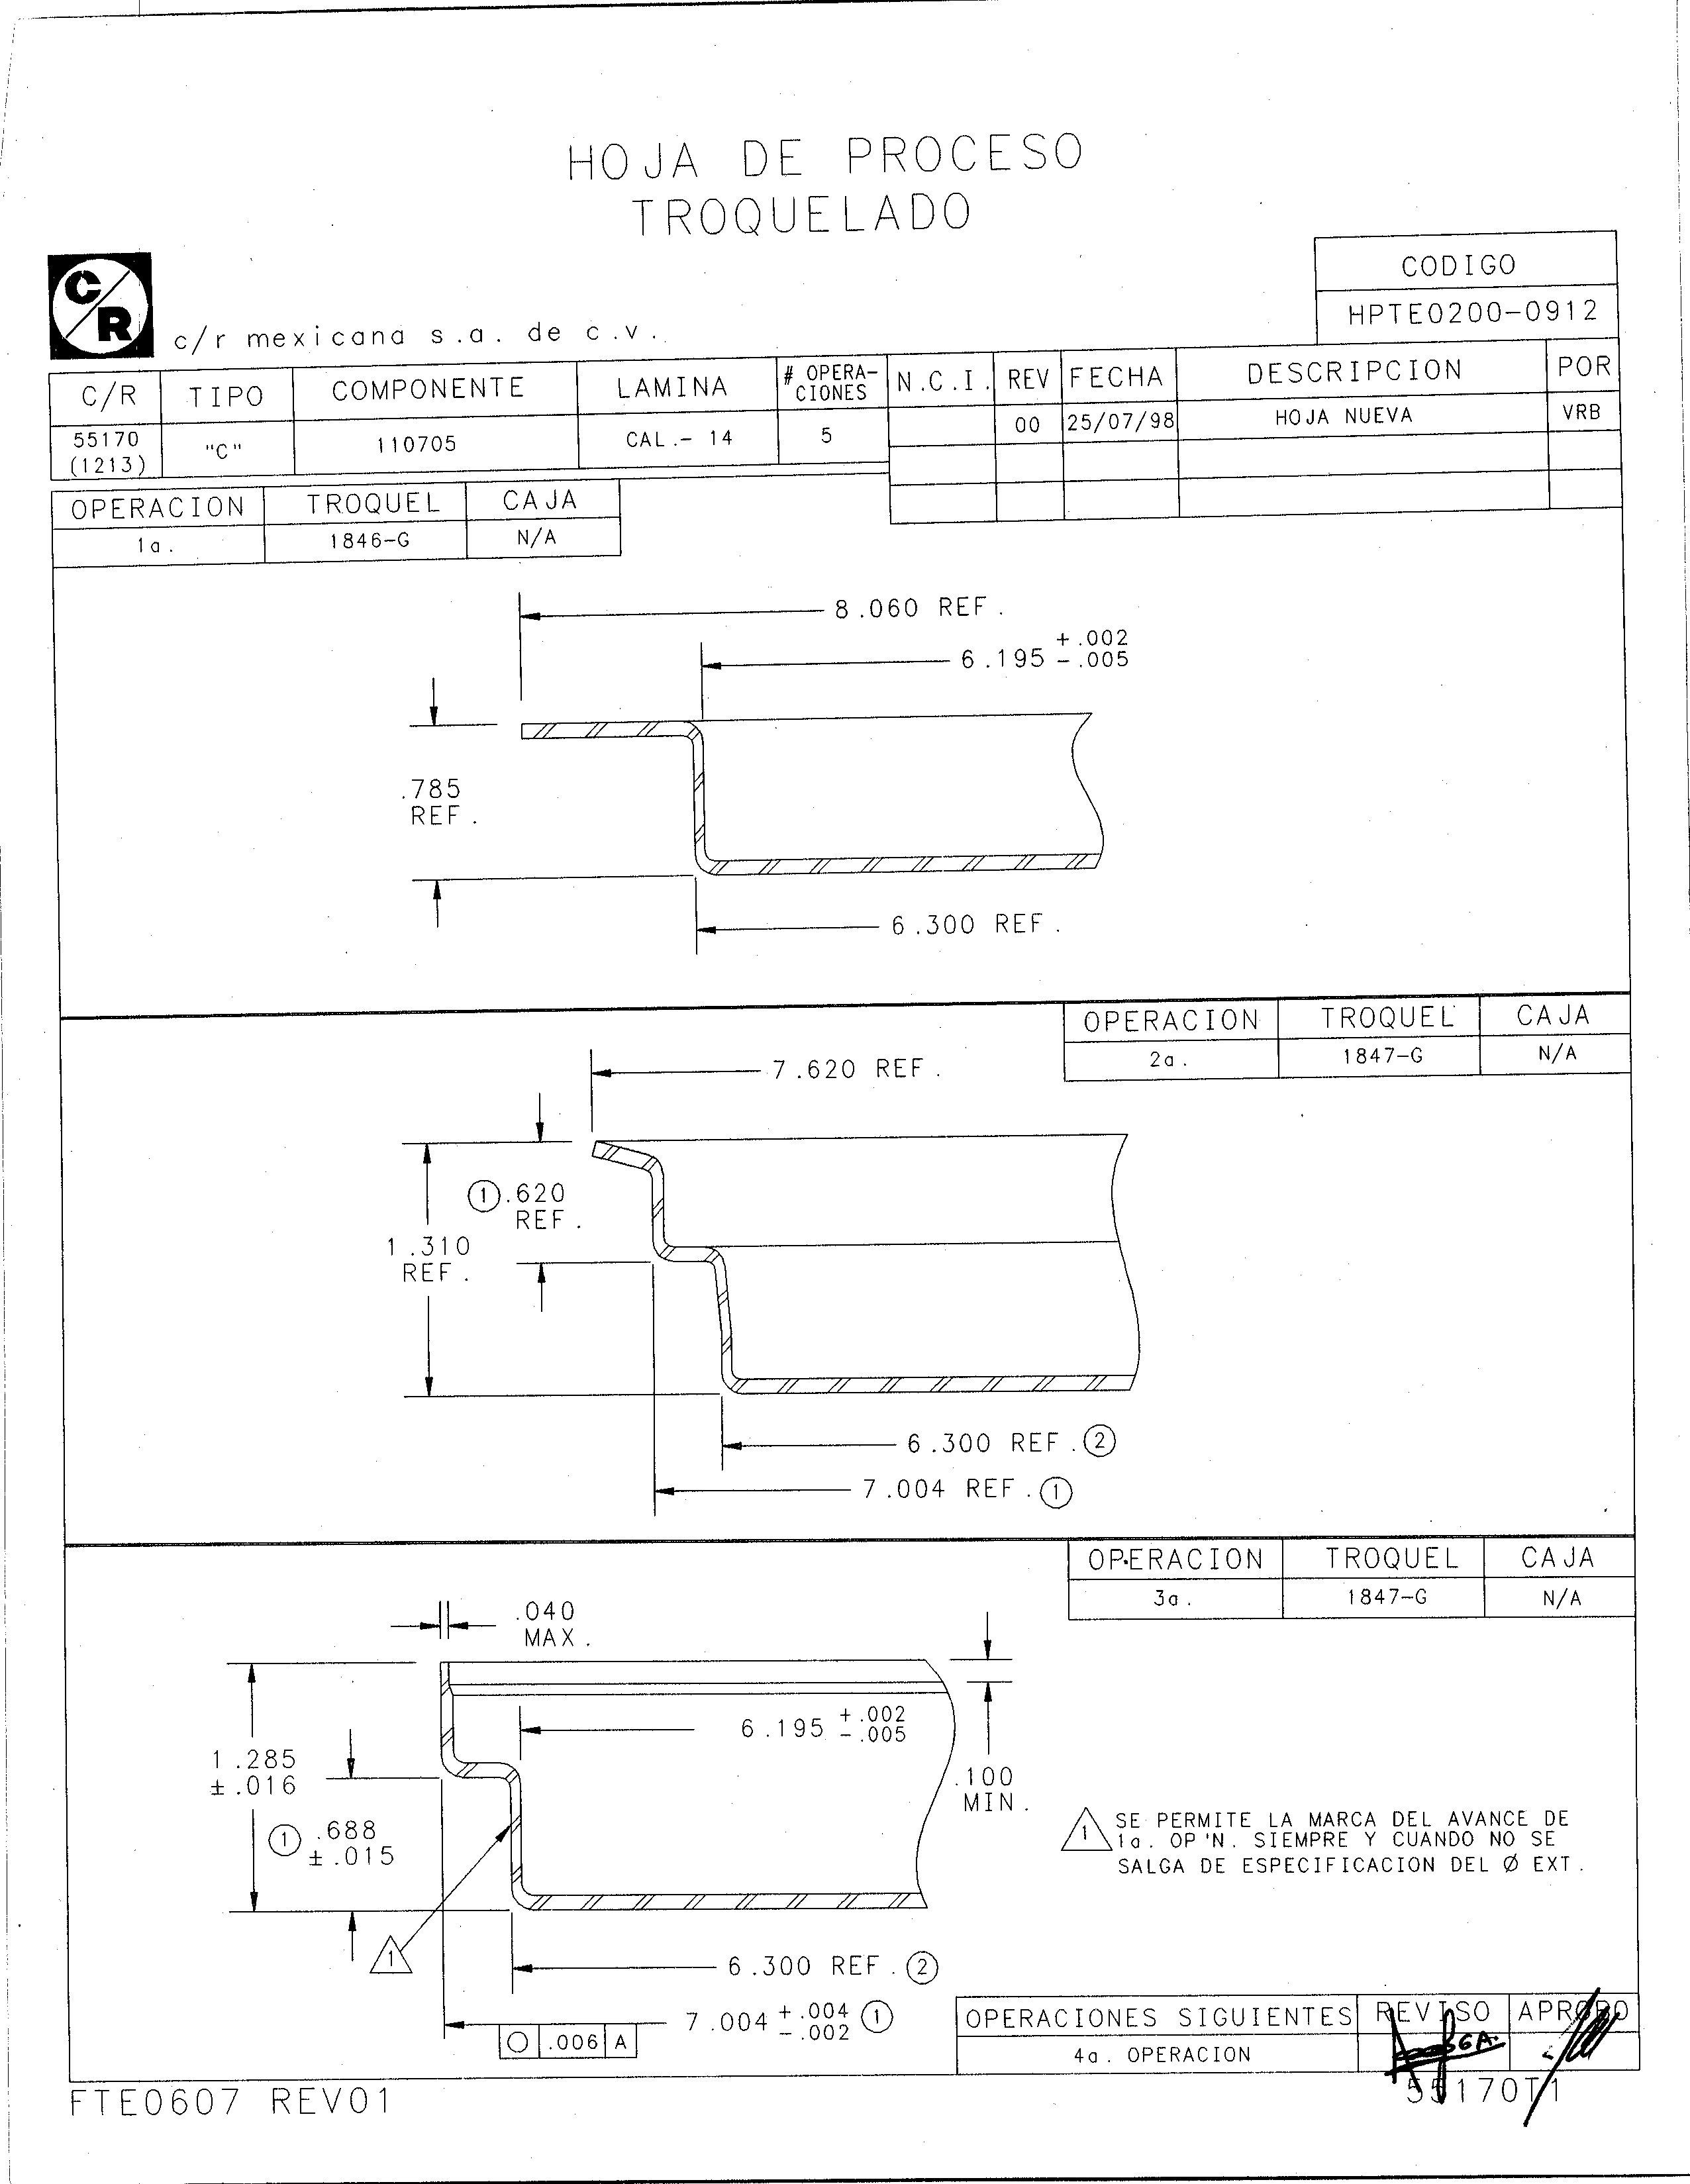 HOJA DE PROCESO
TROQUELADO
C/R
c/r mexicana s.a. de c.v.
CODIGO
HPTE0200-0912
C/R TIPO COMPONENTE LAMINA # OPERA-CIONES N.C.I. REV FECHA DESCRIPCION POR
55170 (1213) "C" 110705 CAL.- 14 5 00 25/07/98 HOJA NUEVA VRB
OPERACION TROQUEL CAJA
1a. 1846-G N/A
8.060 REF.
6.195 +.002 -.005
.785
REF.
6.300 REF.
OPERACION TROQUEL CAJA
2a. 1847-G N/A
7.620 REF.
1 .620
REF.
1.310
REF.
6.300 REF. 2
7.004 REF. 1
OPERACION TROQUEL CAJA
3a. 1847-G N/A
.040
MAX.
6.195 +.002 -.005
1.285
±.016
.100
MIN.
1 .688
±.015
1 SE PERMITE LA MARCA DEL AVANCE DE
1a. OP'N. SIEMPRE Y CUANDO NO SE
SALGA DE ESPECIFICACION DEL Ø EXT.
1
6.300 REF. 2
7.004 +.004 -.002 1
○ .006 A
OPERACIONES SIGUIENTES REVISO APROBO
4a. OPERACION
FTE0607 REV01
55170T1